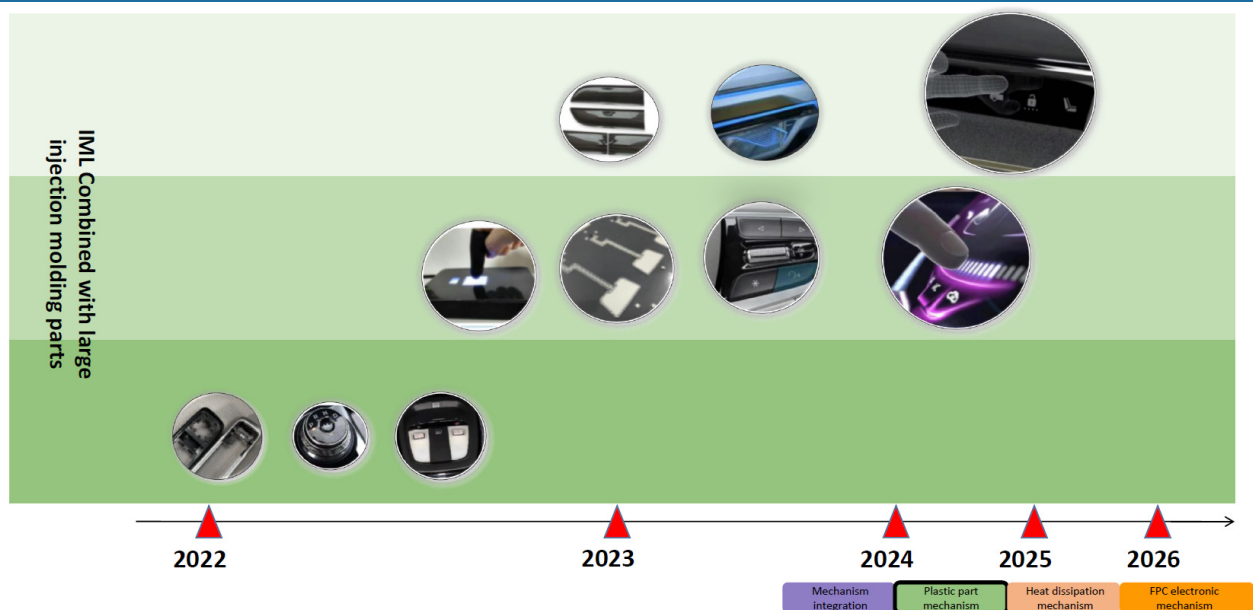 IML Combined with large
injection molding parts
2022
2023
2024
2025
2026
Mechanism
integration
Plastic part
mechanism
Heat dissipation
mechanism
FPC electronic
mechanism